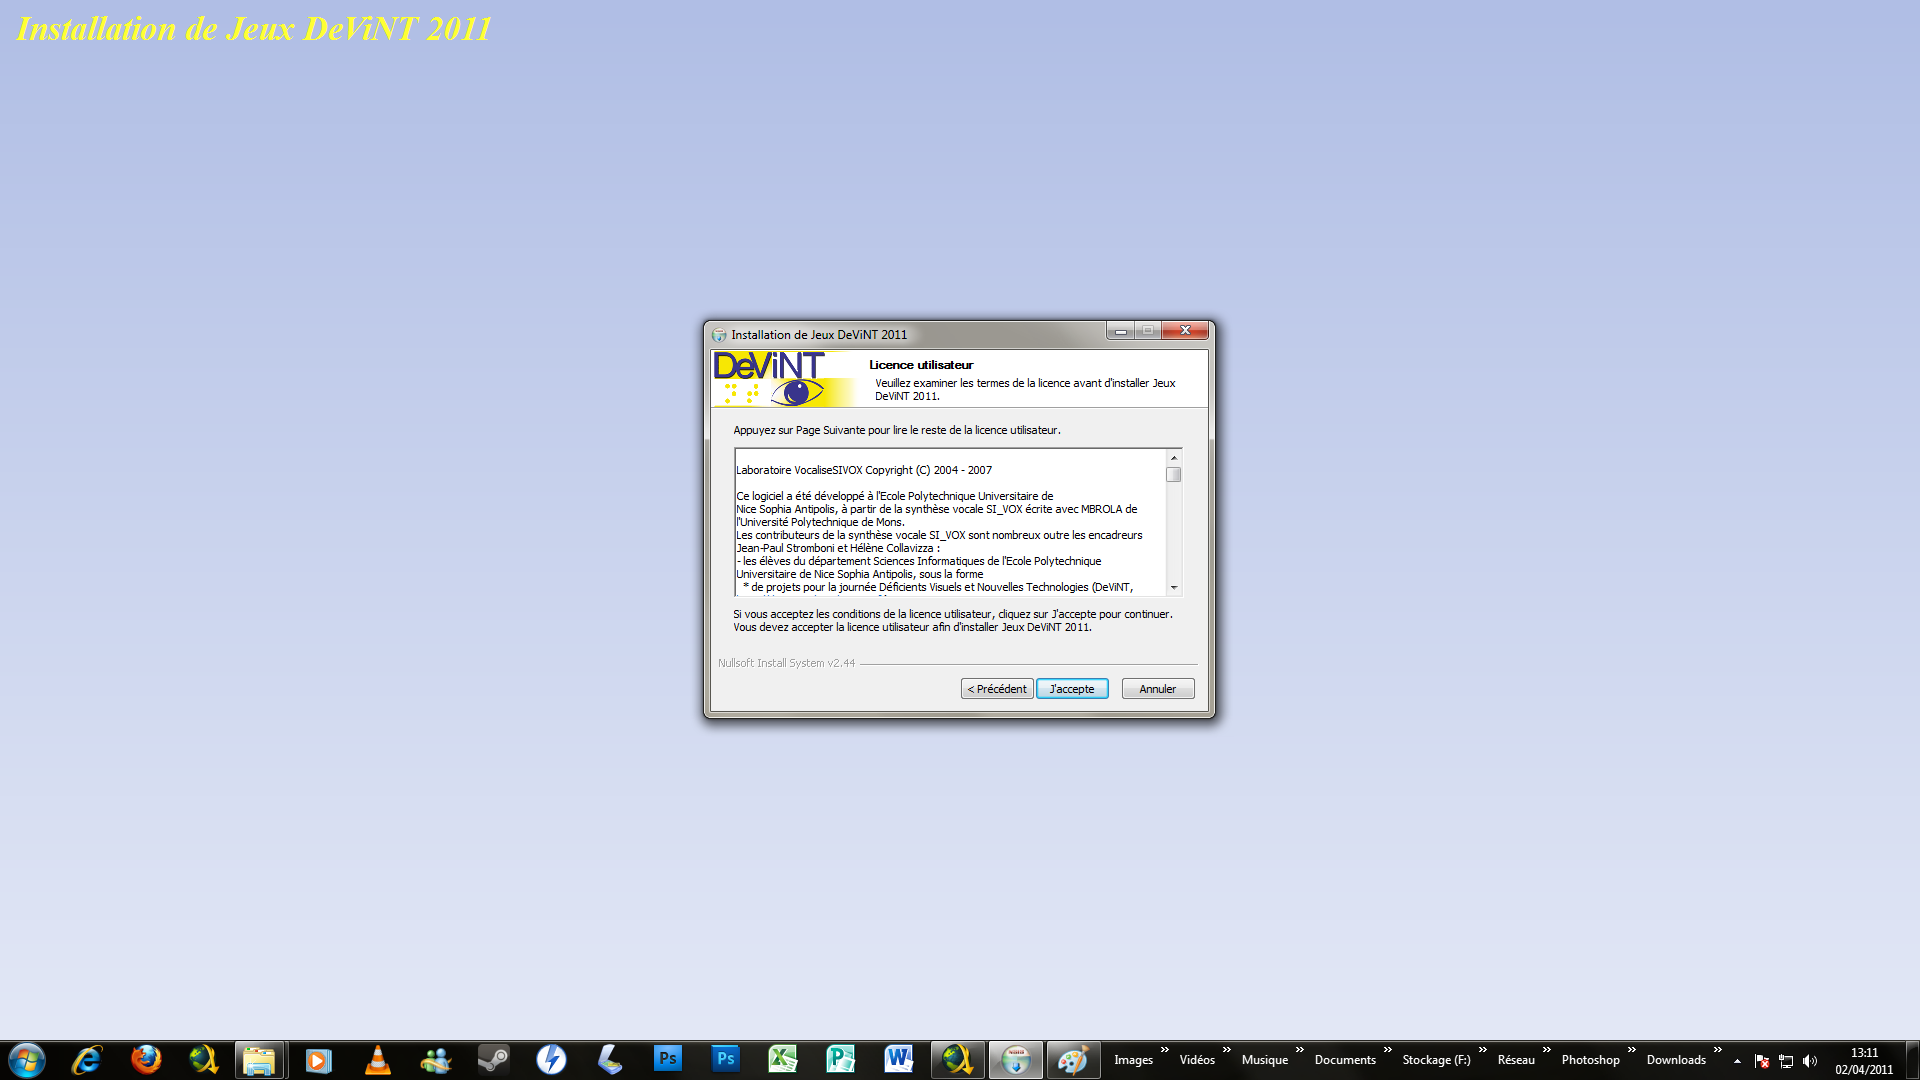 Installation de Jeux DeViNT 2011
Installation de Jeux DeViNT 2011
DeViNT
Licence utilisateur
Veuillez examiner les termes de la licence avant d'installer Jeux
DeViNT 2011.
Appuyez sur Page Suivante pour lire le reste de la licence utilisateur.
Laboratoire VocaliseSIVOX Copyright (C) 2004 - 2007
Ce logiciel a été développé à l'Ecole Polytechnique Universitaire de
Nice Sophia Antipolis, à partir de la synthèse vocale SI_VOX écrite avec MBROLA de
l'Université Polytechnique de Mons.
Les contributeurs de la synthèse vocale SI_VOX sont nombreux outre les encadreurs
Jean-Paul Stromboni et Hélène Collavizza :
- les élèves du département Sciences Informatiques de l'Ecole Polytechnique
Universitaire de Nice Sophia Antipolis, sous la forme
* de projets pour la journée Déficients Visuels et Nouvelles Technologies (DeViNT,
Si vous acceptez les conditions de la licence utilisateur, cliquez sur J'accepte pour continuer.
Vous devez accepter la licence utilisateur afin d'installer Jeux DeViNT 2011.
Nullsoft Install System v2.44
< Précédent J'accepte Annuler
Ps Ps Images » Vidéos » Musique » Documents » Stockage (F:) » Réseau » Photoshop » Downloads »
13:11
02/04/2011